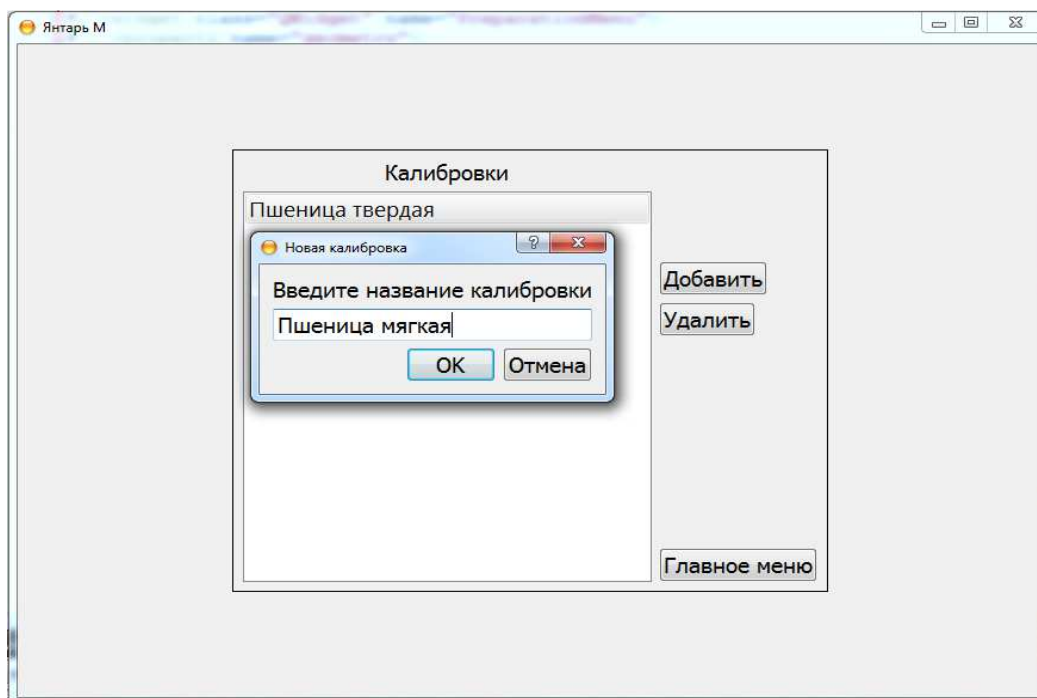 Янтарь М
Калибровки
Пшеница твердая
Новая калибровка
Введите название калибровки
Пшеница мягкая
OK
Отмена
Добавить
Удалить
Главное меню